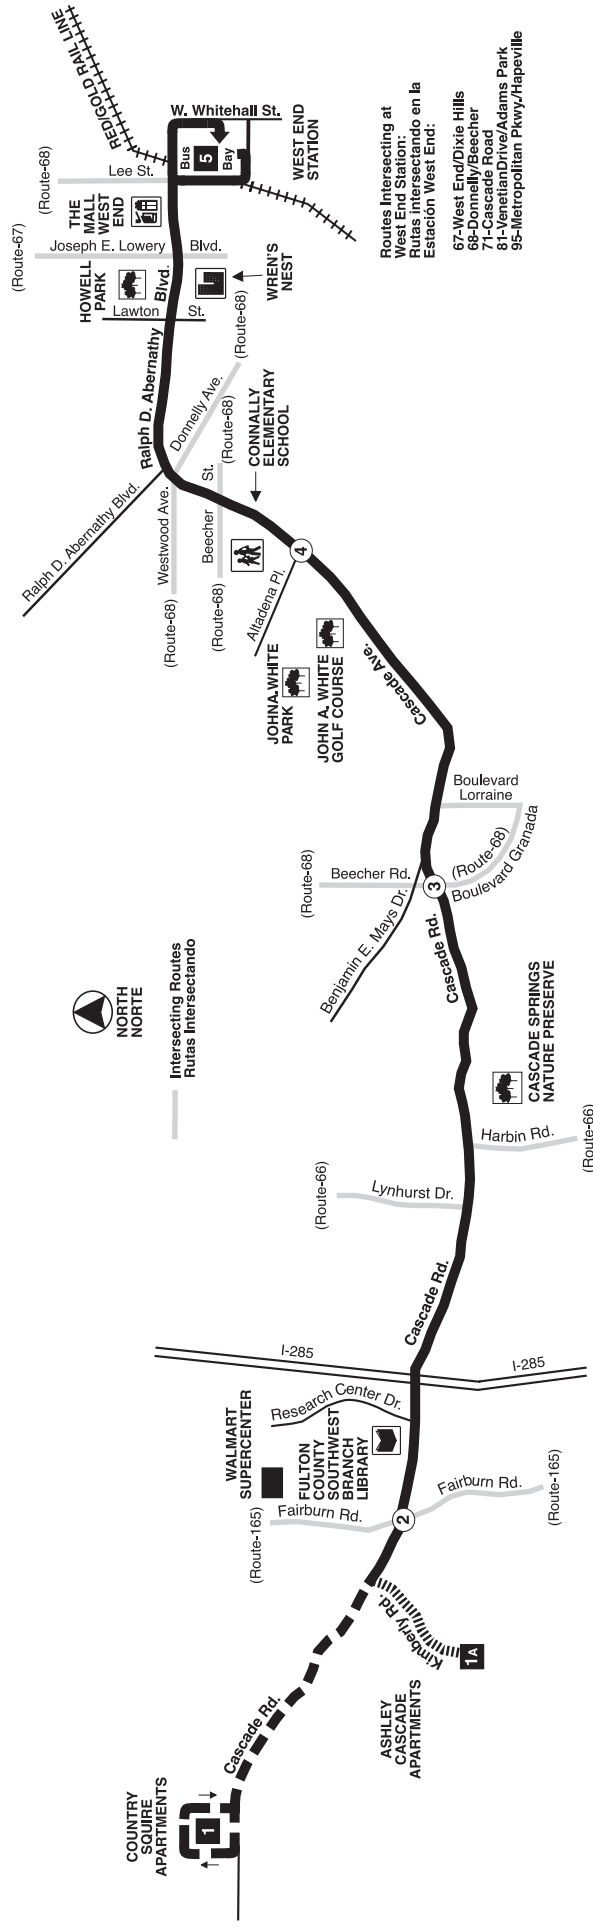 RED/GOLD RAIL LINE
W. Whitehall St.
(Route-68)
Lee St.
Bus
5
Bay
WEST END
STATION
THE
MALL
WEST
END
(Route-67)
Joseph E. Lowery
Blvd.
HOWELL
PARK
WREN'S
NEST
Lawton
St.
Ralph D. Abernathy
Blvd.
Ralph D. Abernathy Blvd.
Donnelly Ave.
(Route-68)
Westwood Ave.
(Route-68)
Beecher
St.
(Route-68)
(Route-68)
CONNALLY
ELEMENTARY
SCHOOL
4
Altadena Pl.
JOHN A. WHITE
PARK
JOHN A. WHITE
GOLF COURSE
Cascade Ave.
Routes Intersecting at
West End Station:
Rutas intersectando en la
Estación West End:
67-West End/Dixie Hills
68-Donnelly/Beecher
71-Cascade Road
81-VenetianDrive/Adams Park
95-Metropolitan Pkwy./Hapeville
Boulevard
Lorraine
(Route-68)
Boulevard Granada
(Route-68)
Beecher Rd.
3
Benjamin E. Mays Dr.
Cascade Rd.
NORTH
NORTE
Intersecting Routes
Rutas Intersectando
CASCADE SPRINGS
NATURE PRESERVE
Harbin Rd.
(Route-66)
(Route-66)
Lynhurst Dr.
Cascade Rd.
I-285
I-285
Research Center Dr.
WALMART
SUPERCENTER
FULTON
COUNTY
SOUTHWEST
BRANCH
LIBRARY
(Route-165)
Fairburn Rd.
2
Fairburn Rd.
(Route-165)
Kimberly Rd.
1A
ASHLEY
CASCADE
APARTMENTS
Cascade Rd.
COUNTRY
SQUIRE
APARTMENTS
1